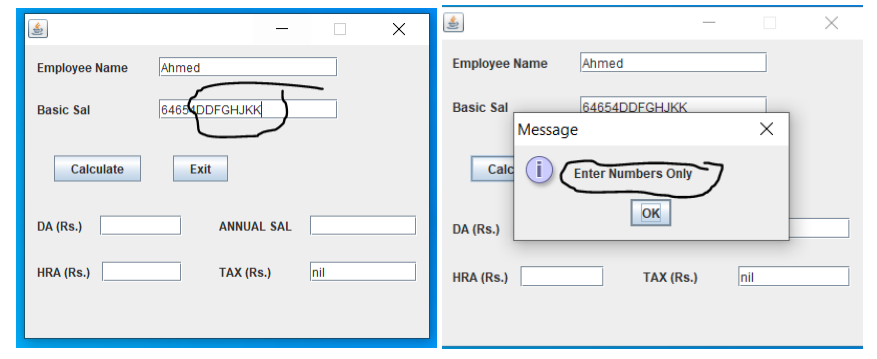 Employee Name Ahmed
Basic Sal 64654DDFGHJKK
Calculate Exit
DA (Rs.) ANNUAL SAL
HRA (Rs.) TAX (Rs.) nil
Employee Name Ahmed
Basic Sal 64654DDFGHJKK
Message
Calc Enter Numbers Only
OK
DA (Rs.)
HRA (Rs.) TAX (Rs.) nil